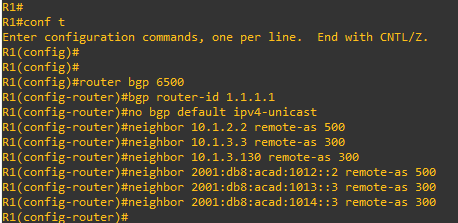 R1#
R1#conf t
Enter configuration commands, one per line.  End with CNTL/Z.
R1(config)#
R1(config)#
R1(config)#router bgp 6500
R1(config-router)#bgp router-id 1.1.1.1
R1(config-router)#no bgp default ipv4-unicast
R1(config-router)#neighbor 10.1.2.2 remote-as 500
R1(config-router)#neighbor 10.1.3.3 remote-as 300
R1(config-router)#neighbor 10.1.3.130 remote-as 300
R1(config-router)#neighbor 2001:db8:acad:1012::2 remote-as 500
R1(config-router)#neighbor 2001:db8:acad:1013::3 remote-as 300
R1(config-router)#neighbor 2001:db8:acad:1014::3 remote-as 300
R1(config-router)#